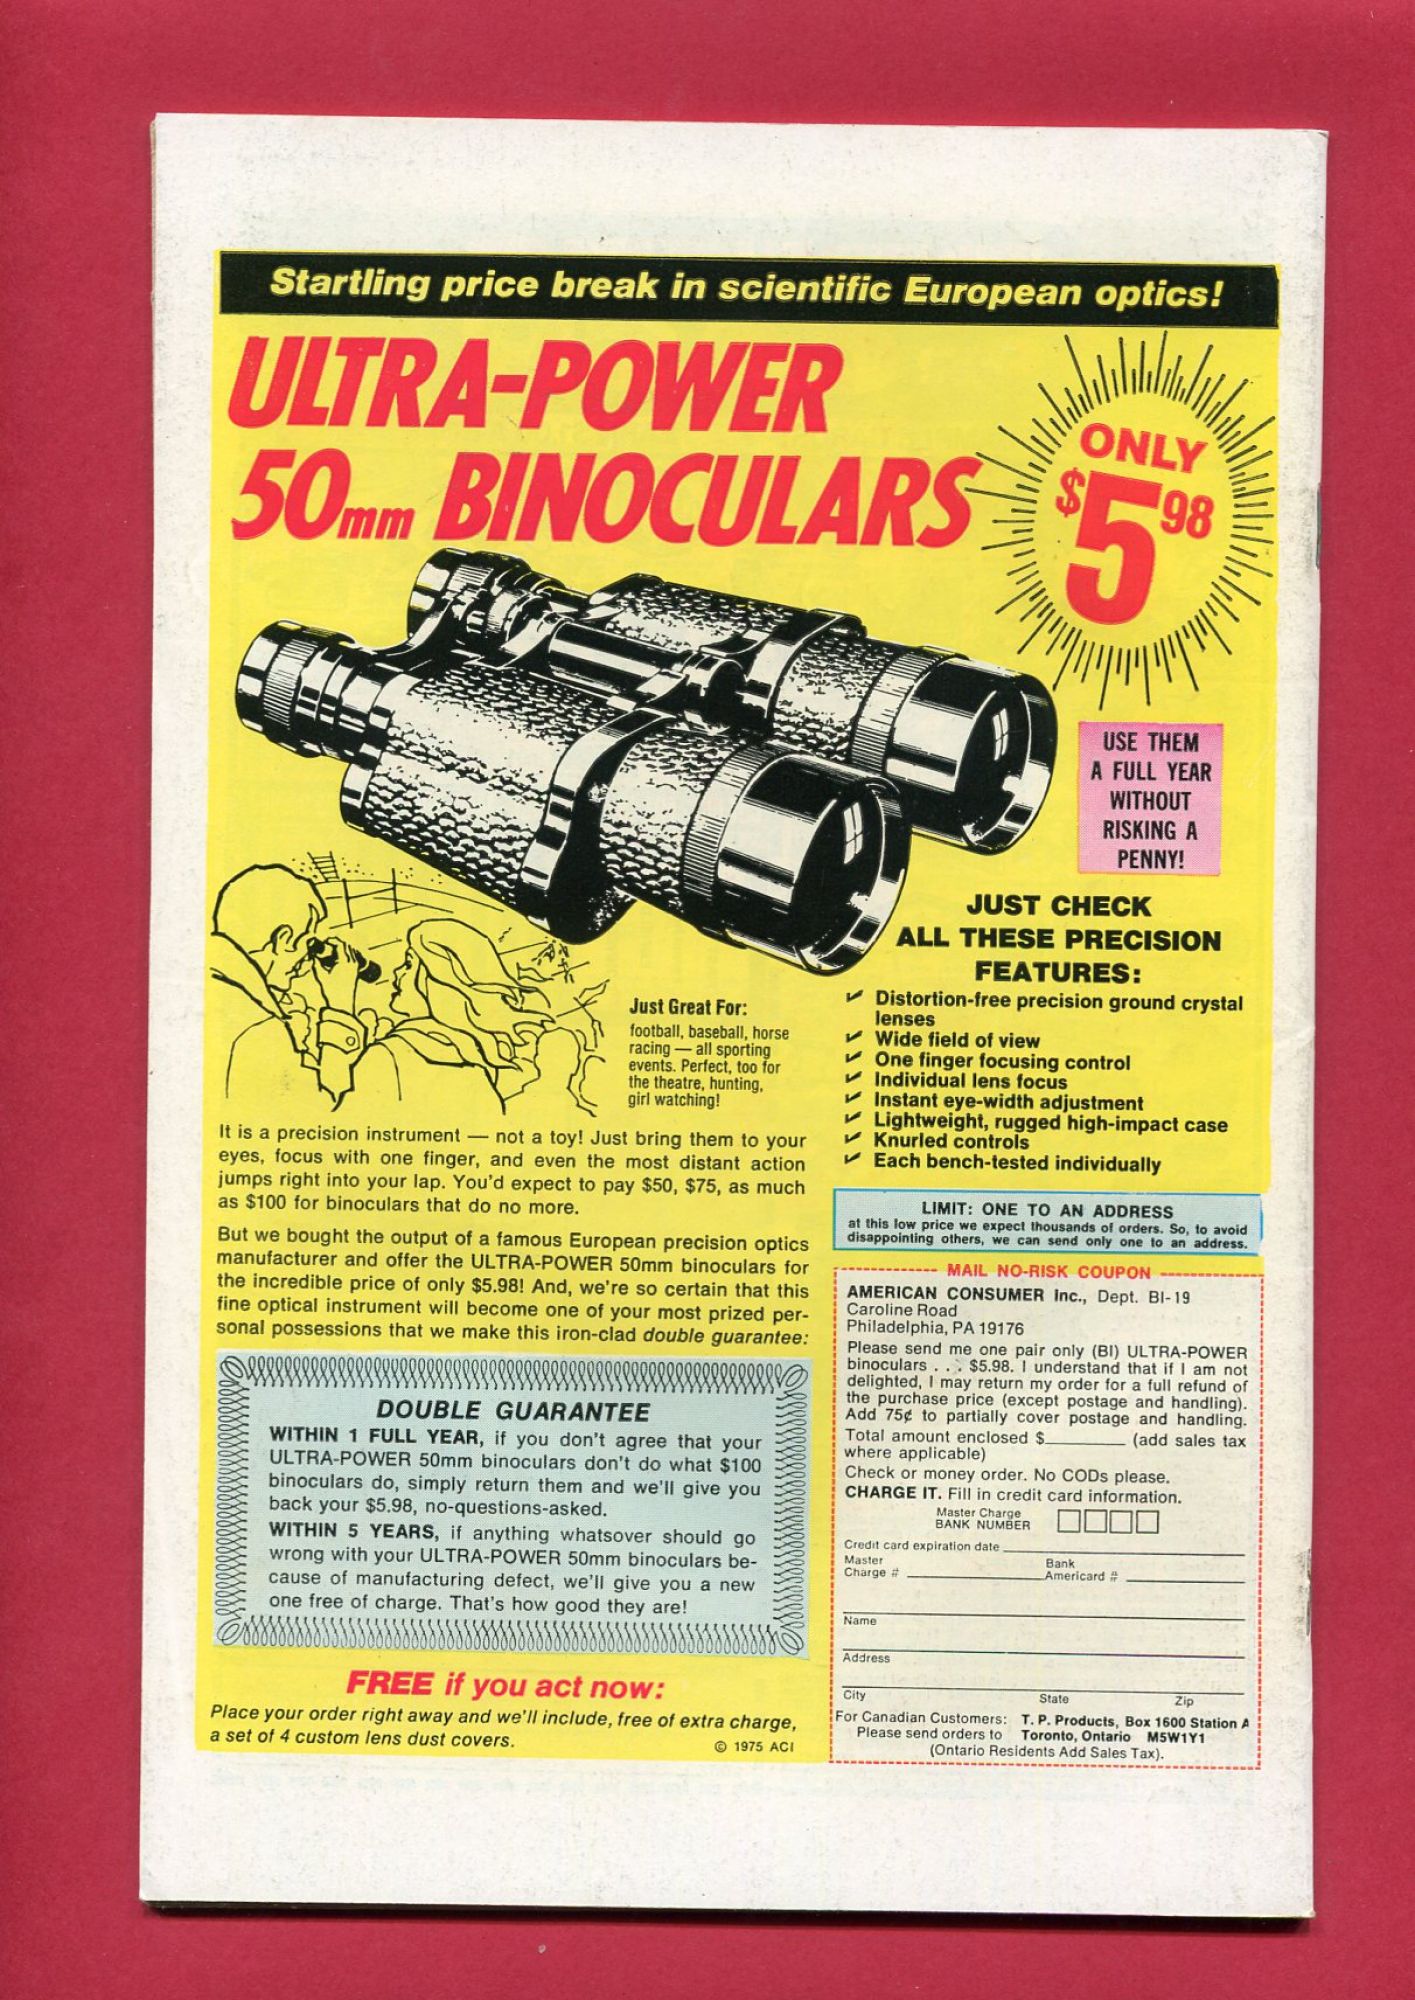 Startling price break in scientific European optics!
ULTRA-POWER
50mm BINOCULARS
ONLY
$5.98
USE THEM
A FULL YEAR
WITHOUT
RISKING A
PENNY!
JUST CHECK
ALL THESE PRECISION
FEATURES:
✓ Distortion-free precision ground crystal
lenses
✓ Wide field of view
✓ One finger focusing control
✓ Individual lens focus
✓ Instant eye-width adjustment
✓ Lightweight, rugged high-impact case
✓ Knurled controls
✓ Each bench-tested individually
Just Great For:
football, baseball, horse
racing — all sporting
events. Perfect, too for
the theatre, hunting,
girl watching!
It is a precision instrument — not a toy! Just bring them to your
eyes, focus with one finger, and even the most distant action
jumps right into your lap. You'd expect to pay $50, $75, as much
as $100 for binoculars that do no more.
But we bought the output of a famous European precision optics
manufacturer and offer the ULTRA-POWER 50mm binoculars for
the incredible price of only $5.98! And, we're so certain that this
fine optical instrument will become one of your most prized per-
sonal possessions that we make this iron-clad double guarantee:
DOUBLE GUARANTEE
WITHIN 1 FULL YEAR, if you don't agree that your
ULTRA-POWER 50mm binoculars don't do what $100
binoculars do, simply return them and we'll give you
back your $5.98, no-questions-asked.
WITHIN 5 YEARS, if anything whatsover should go
wrong with your ULTRA-POWER 50mm binoculars be-
cause of manufacturing defect, we'll give you a new
one free of charge. That's how good they are!
FREE if you act now:
Place your order right away and we'll include, free of extra charge,
a set of 4 custom lens dust covers.
© 1975 ACI
LIMIT: ONE TO AN ADDRESS
at this low price we expect thousands of orders. So, to avoid
disappointing others, we can send only one to an address.
MAIL NO-RISK COUPON
AMERICAN CONSUMER Inc., Dept. BI-19
Caroline Road
Philadelphia, PA 19176
Please send me one pair only (BI) ULTRA-POWER
binoculars . . . $5.98. I understand that if I am not
delighted, I may return my order for a full refund of
the purchase price (except postage and handling).
Add 75¢ to partially cover postage and handling.
Total amount enclosed $ (add sales tax
where applicable)
Check or money order. No CODs please.
CHARGE IT. Fill in credit card information.
Master Charge
BANK NUMBER
Credit card expiration date
Master Charge #
Bank Americard #
Name
Address
City State Zip
For Canadian Customers: T. P. Products, Box 1600 Station A
Please send orders to Toronto, Ontario M5W1Y1
(Ontario Residents Add Sales Tax).